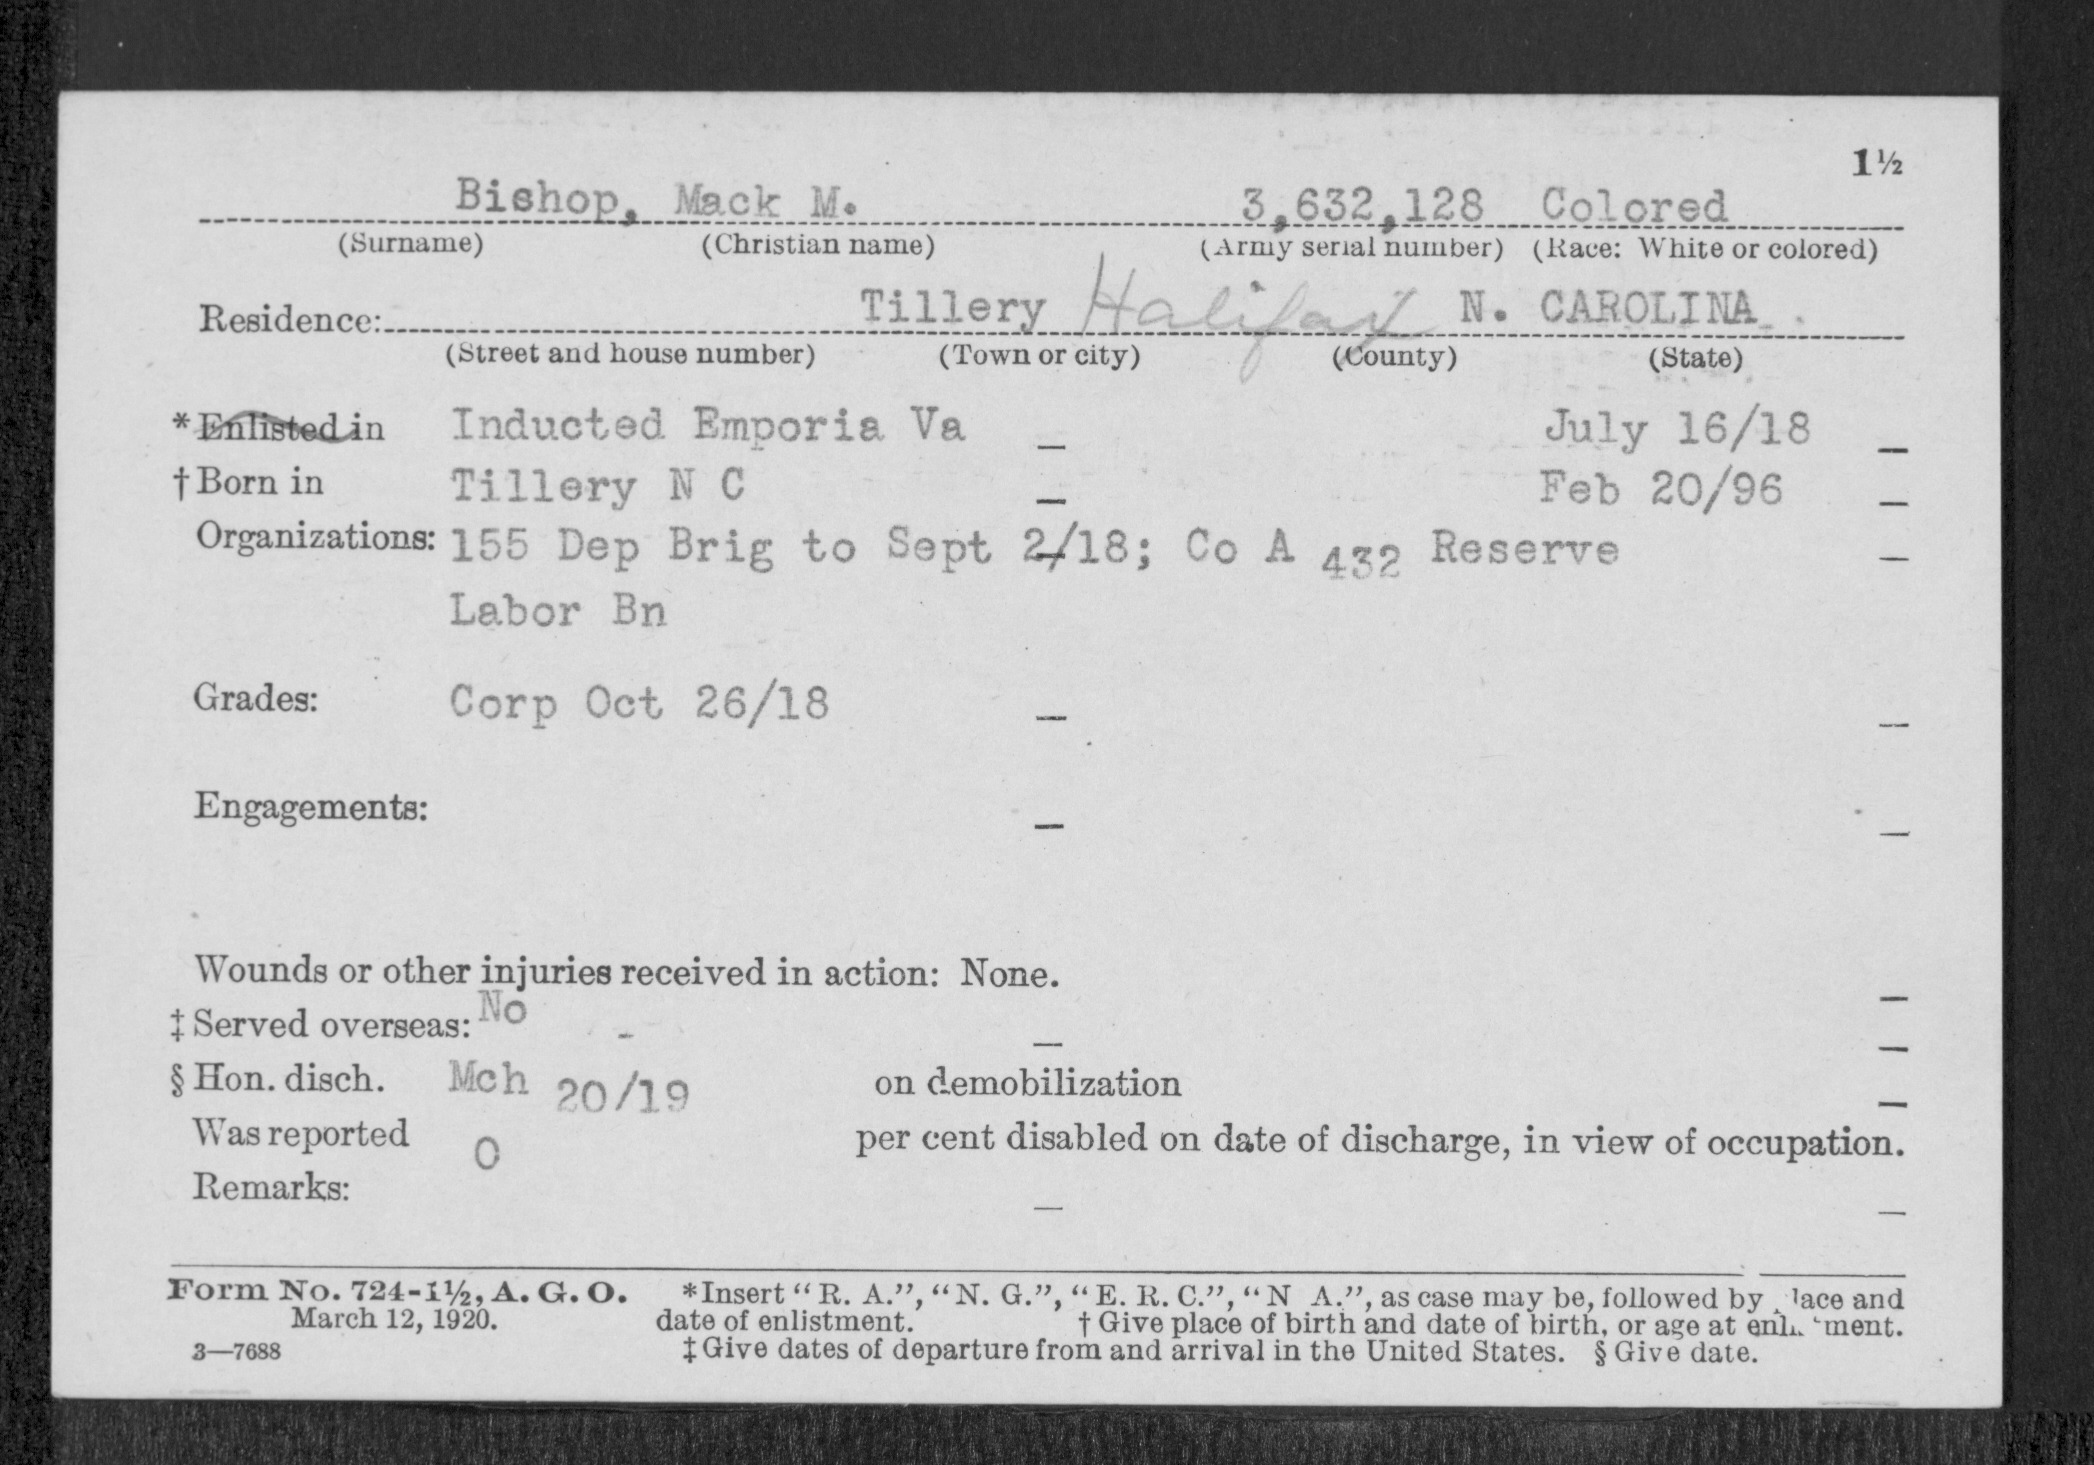 1½
Bishop, Mack M. 3,632,128 Colored
(Surname) (Christian name) (Army serial number) (Race: White or colored)
Residence: Tillery Halifax N. CAROLINA
(Street and house number) (Town or city) (County) (State)
*Enlisted in Inducted Emporia Va – July 16/18 –
†Born in Tillery N C – Feb 20/96 –
Organizations: 155 Dep Brig to Sept 2/18; Co A 432 Reserve –
Labor Bn
Grades: Corp Oct 26/18 – –
Engagements: – –
Wounds or other injuries received in action: None. –
‡Served overseas: No - – –
§Hon. disch. Mch 20/19 on demobilization –
Was reported 0 per cent disabled on date of discharge, in view of occupation.
Remarks: – –
Form No. 724-1½, A. G. O. *Insert "R. A.", "N. G.", "E. R. C.", "N A.", as case may be, followed by lace and
March 12, 1920. date of enlistment. †Give place of birth and date of birth, or age at enl ment.
3—7688 ‡Give dates of departure from and arrival in the United States. §Give date.